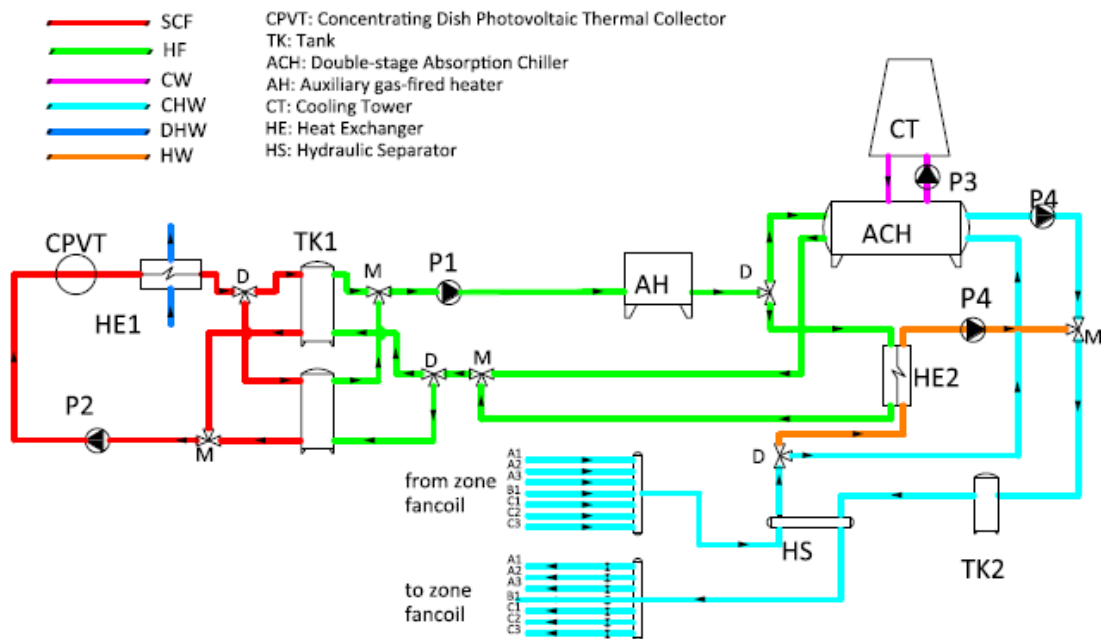 SCF
HF
CW
CHW
DHW
HW
CPVT: Concentrating Dish Photovoltaic Thermal Collector
TK: Tank
ACH: Double-stage Absorption Chiller
AH: Auxiliary gas-fired heater
CT: Cooling Tower
HE: Heat Exchanger
HS: Hydraulic Separator
CT
P3
P4
ACH
CPVT
TK1
D
M
P1
AH
D
HE1
P4
M
D
M
HE2
P2
M
D
from zone
fancoil
A1
A2
A3
B1
C1
C2
C3
HS
TK2
to zone
fancoil
A1
A2
A3
B1
C1
C2
C3